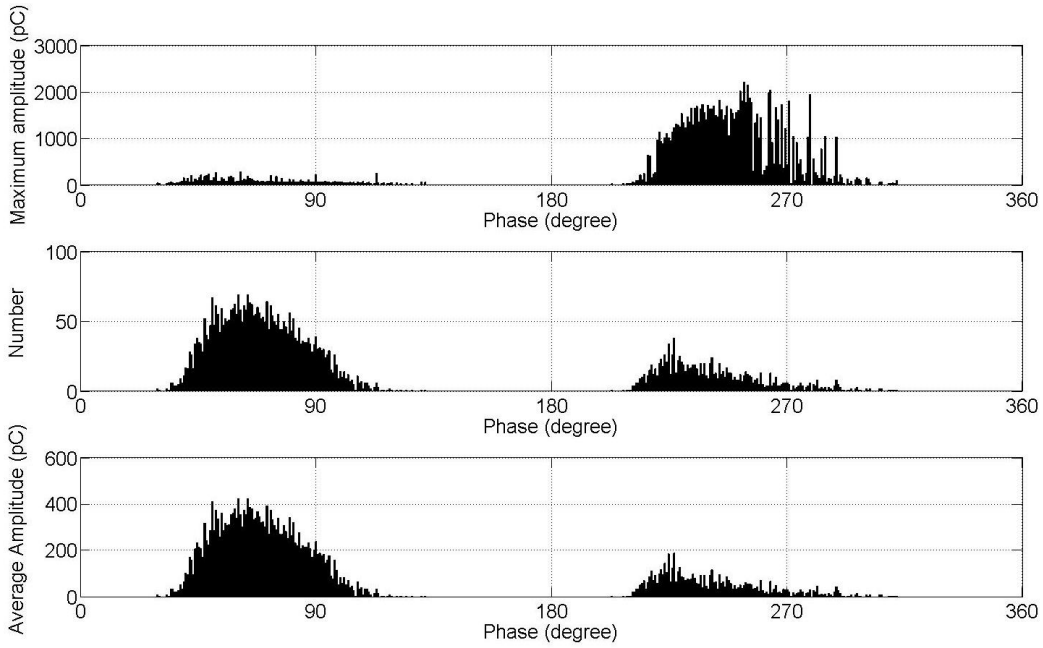 Maximum amplitude (pC)
3000
2000
1000
0
0 90 180 270 360
Phase (degree)
Number
100
50
0
0 90 180 270 360
Phase (degree)
Average Amplitude (pC)
600
400
200
0
0 90 180 270 360
Phase (degree)